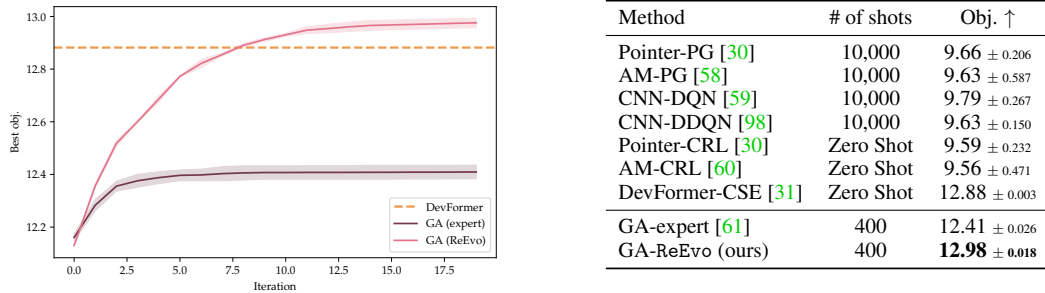 13.0
12.8
12.6
12.4
12.2
Best obj.
0.0 2.5 5.0 7.5 10.0 12.5 15.0 17.5
Iteration
DevFormer
GA (expert)
GA (ReEvo)
Method # of shots Obj. ↑
Pointer-PG [30] 10,000 9.66 ± 0.206
AM-PG [58] 10,000 9.63 ± 0.587
CNN-DQN [59] 10,000 9.79 ± 0.267
CNN-DDQN [98] 10,000 9.63 ± 0.150
Pointer-CRL [30] Zero Shot 9.59 ± 0.232
AM-CRL [60] Zero Shot 9.56 ± 0.471
DevFormer-CSE [31] Zero Shot 12.88 ± 0.003
GA-expert [61] 400 12.41 ± 0.026
GA-ReEvo (ours) 400 12.98 ± 0.018